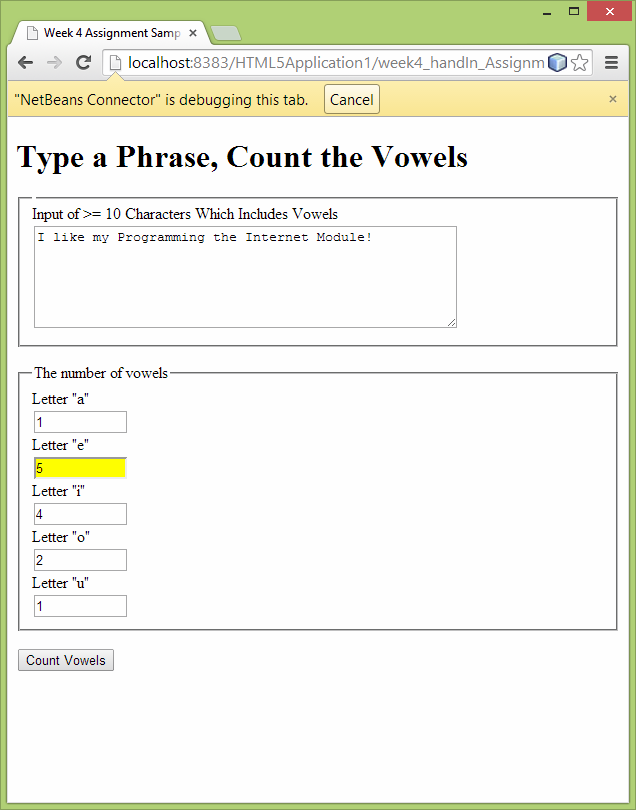 Week 4 Assignment Samp
localhost:8383/HTML5Application1/week4_handIn_Assignm
"NetBeans Connector" is debugging this tab. Cancel
Type a Phrase, Count the Vowels
Input of >= 10 Characters Which Includes Vowels
I like my Programming the Internet Module!
The number of vowels
Letter "a"
1
Letter "e"
5
Letter "i"
4
Letter "o"
2
Letter "u"
1
Count Vowels